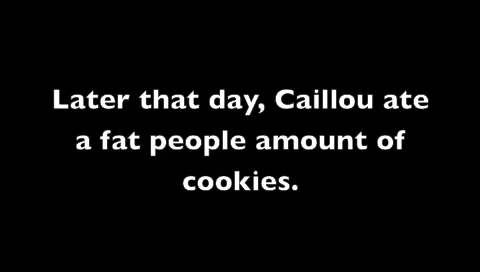 Later that day, Caillou ate
a fat people amount of
cookies.